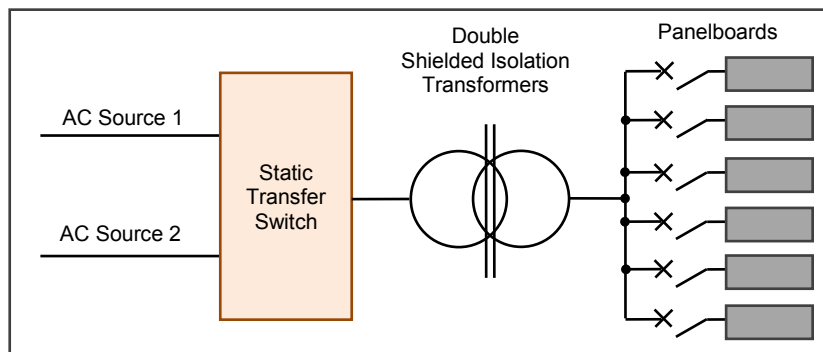 Double
Shielded Isolation
Transformers
Panelboards
AC Source 1
Static
Transfer
Switch
AC Source 2